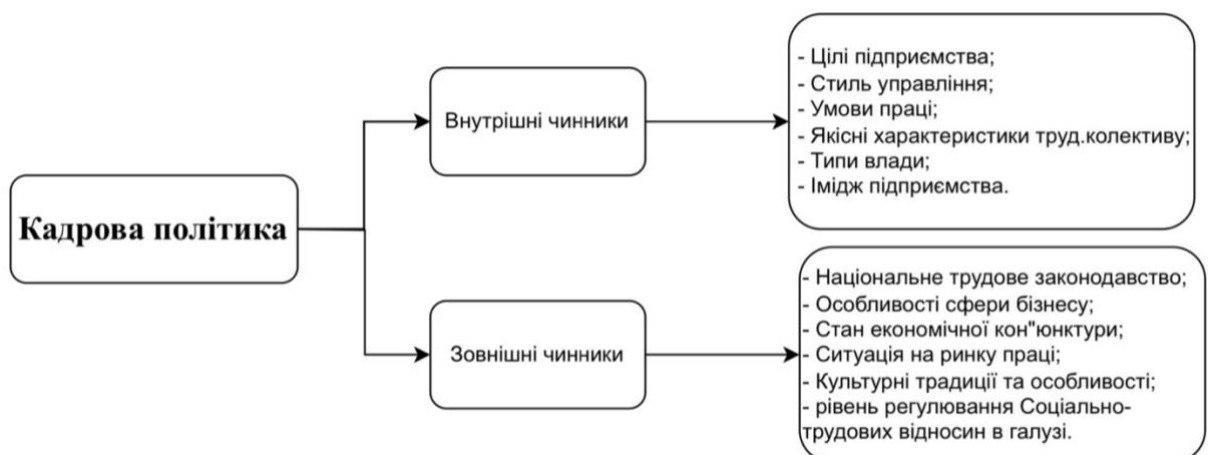 Кадрова політика
Внутрішні чинники
- Цілі підприємства;
- Стиль управління;
- Умови праці;
- Якісні характеристики труд.колективу;
- Типи влади;
- Імідж підприємства.
Зовнішні чинники
- Національне трудове законодавство;
- Особливості сфери бізнесу;
- Стан економічної кон"юнктури;
- Ситуація на ринку праці;
- Культурні традиції та особливості;
- рівень регулювання Соціально-
трудових відносин в галузі.